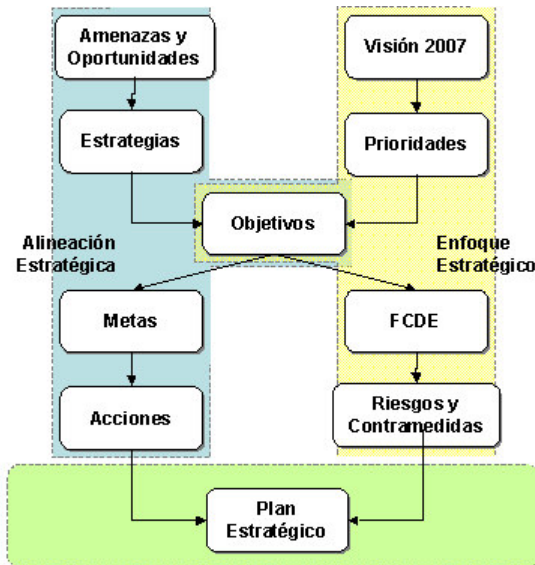 Amenazas y
Oportunidades
Visión 2007
Estrategias
Prioridades
Objetivos
Alineación
Estratégica
Enfoque
Estratégico
Metas
FCDE
Acciones
Riesgos y
Contramedidas
Plan
Estratégico